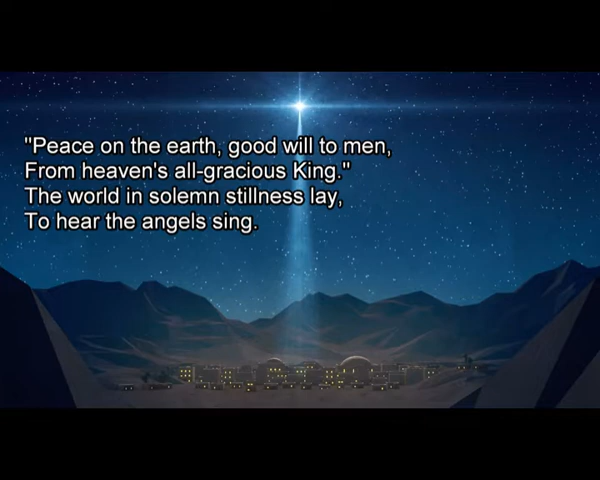 "Peace on the earth, good will to men,
From heaven's all-gracious King."
The world in solemn stillness lay,
To hear the angels sing.